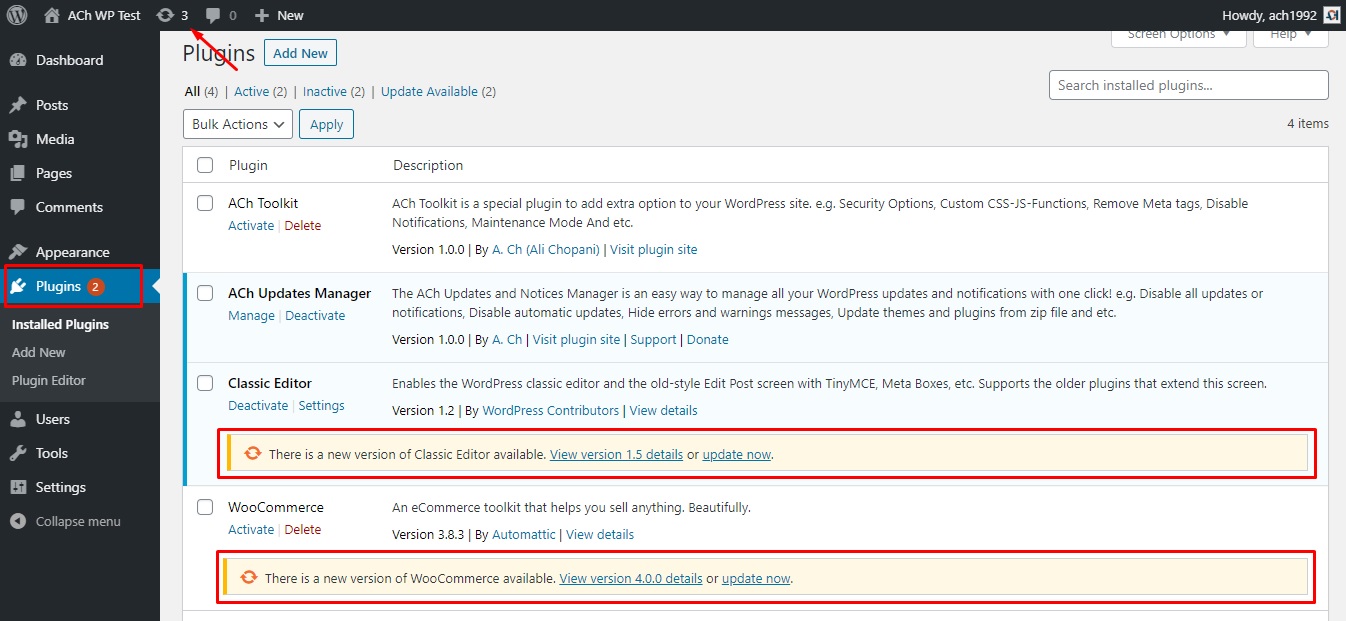 ACh WP Test 3 0 New Howdy, ach1992
Dashboard
Posts
Media
Pages
Comments
Appearance
Plugins 2
Installed Plugins
Add New
Plugin Editor
Users
Tools
Settings
Collapse menu
Screen Options Help
Plugins Add New
All (4) | Active (2) | Inactive (2) | Update Available (2)
Search installed plugins...
Bulk Actions Apply
4 items
Plugin Description
ACh Toolkit
Activate | Delete
ACh Toolkit is a special plugin to add extra option to your WordPress site. e.g. Security Options, Custom CSS-JS-Functions, Remove Meta tags, Disable
Notifications, Maintenance Mode And etc.
Version 1.0.0 | By A. Ch (Ali Chopani) | Visit plugin site
ACh Updates Manager
Manage | Deactivate
The ACh Updates and Notices Manager is an easy way to manage all your WordPress updates and notifications with one click! e.g. Disable all updates or
notifications, Disable automatic updates, Hide errors and warnings messages, Update themes and plugins from zip file and etc.
Version 1.0.0 | By A. Ch | Visit plugin site | Support | Donate
Classic Editor
Deactivate | Settings
Enables the WordPress classic editor and the old-style Edit Post screen with TinyMCE, Meta Boxes, etc. Supports the older plugins that extend this screen.
Version 1.2 | By WordPress Contributors | View details
There is a new version of Classic Editor available. View version 1.5 details or update now.
WooCommerce
Activate | Delete
An eCommerce toolkit that helps you sell anything. Beautifully.
Version 3.8.3 | By Automattic | View details
There is a new version of WooCommerce available. View version 4.0.0 details or update now.